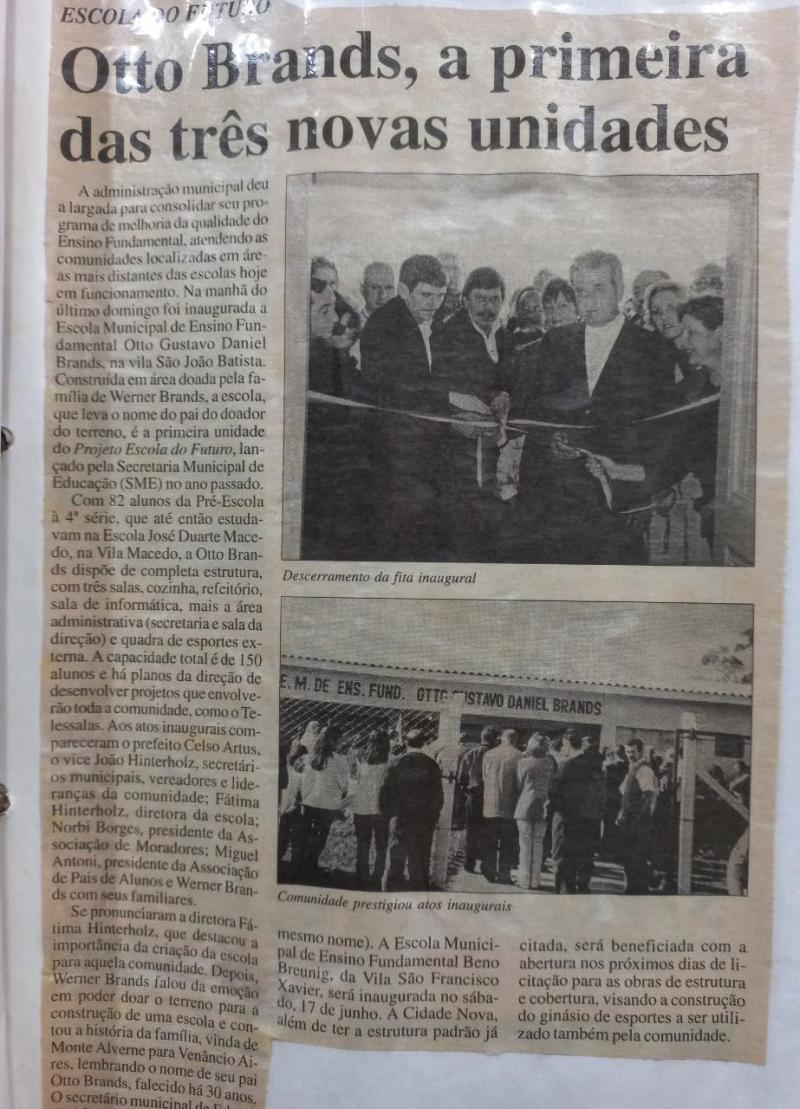 ESCOLA DO FUTURO
Otto Brands, a primeira
das três novas unidades
A administração municipal deu
a largada para consolidar seu pro-
grama de melhoria da qualidade do
Ensino Fundamental, atendendo as
comunidades localizadas em áre-
as mais distantes das escolas hoje
em funcionamento. Na manhã do
último domingo foi inaugurada a
Escola Municipal de Ensino Fun-
damental Otto Gustavo Daniel
Brands, na vila São João Batista.
Construída em área doada pela fa-
mília de Werner Brands, a escola,
que leva o nome do pai do doador
do terreno, é a primeira unidade
do Projeto Escola do Futuro, lan-
çado pela Secretaria Municipal de
Educação (SME) no ano passado.
Com 82 alunos da Pré-Escola
à 4ª série, que até então estuda-
vam na Escola José Duarte Mace-
do, na Vila Macedo, a Otto Bran-
ds dispõe de completa estrutura,
com três salas, cozinha, refeitório,
sala de informática, mais a área
administrativa (secretaria e sala da
direção) e quadra de esportes ex-
terna. A capacidade total é de 150
alunos e há planos da direção de
desenvolver projetos que envolve-
rão toda a comunidade, como o Te-
lessalas. Aos atos inaugurais com-
pareceram o prefeito Celso Artus,
o vice João Hinterholz, secretári-
os municipais, vereadores e lide-
ranças da comunidade; Fátima
Hinterholz, diretora da escola;
Norbi Borges, presidente da As-
sociação de Moradores; Miguel
Antoni, presidente da Associação
de Pais de Alunos e Werner Bran-
ds com seus familiares.
Se pronunciaram a diretora Fá-
tima Hinterholz, que destacou a
importância da criação da escola
para aquela comunidade. Depois,
Werner Brands falou da emoção
em poder doar o terreno para a
construção de uma escola e con-
tou a história da família, vinda de
Monte Alverne para Venâncio Ai-
res, lembrando o nome de seu pai
Otto Brands, falecido há 30 anos.
O secretário municipal de
Descerramento da fita inaugural
E. M. DE ENS. FUND. OTTO GUSTAVO DANIEL BRANDS
Comunidade prestigiou atos inaugurais
mesmo nome). A Escola Munici-
pal de Ensino Fundamental Beno
Breunig, da Vila São Francisco
Xavier, será inaugurada no sába-
do, 17 de junho. A Cidade Nova,
além de ter a estrutura padrão já
citada, será beneficiada com a
abertura nos próximos dias de li-
citação para as obras de estrutura
e cobertura, visando a construção
do ginásio de esportes a ser utili-
zado também pela comunidade.